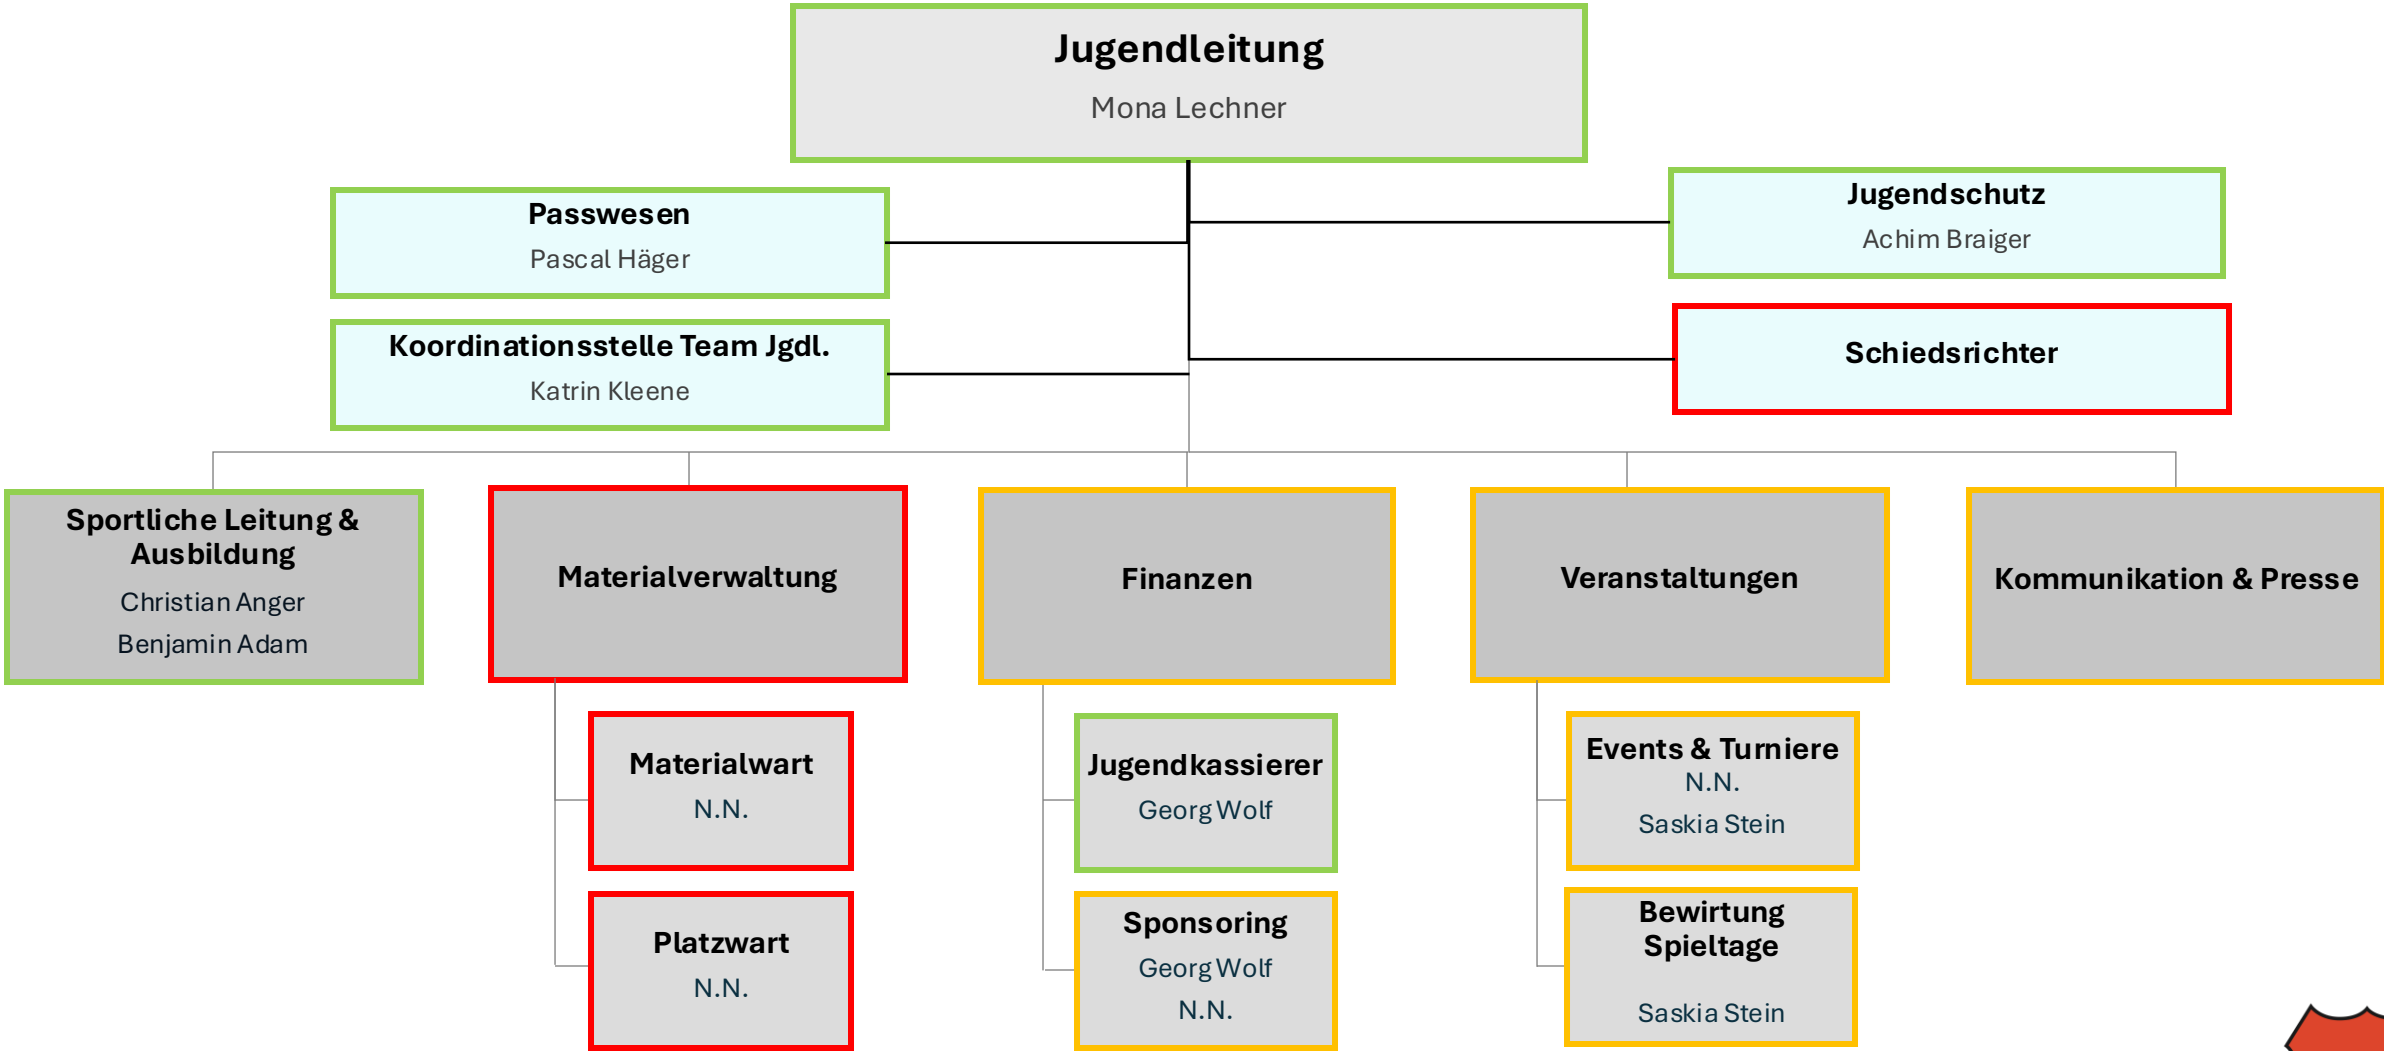 Jugendleitung
Mona Lechner
Passwesen
Pascal Häger
Jugendschutz
Achim Braiger
Koordinationsstelle Team Jgdl.
Katrin Kleene
Schiedsrichter
Sportliche Leitung &
Ausbildung
Christian Anger
Benjamin Adam
Materialverwaltung
Finanzen
Veranstaltungen
Kommunikation & Presse
Materialwart
N.N.
Jugendkassierer
Georg Wolf
Events & Turniere
N.N.
Saskia Stein
Platzwart
N.N.
Sponsoring
Georg Wolf
N.N.
Bewirtung
Spieltage
Saskia Stein